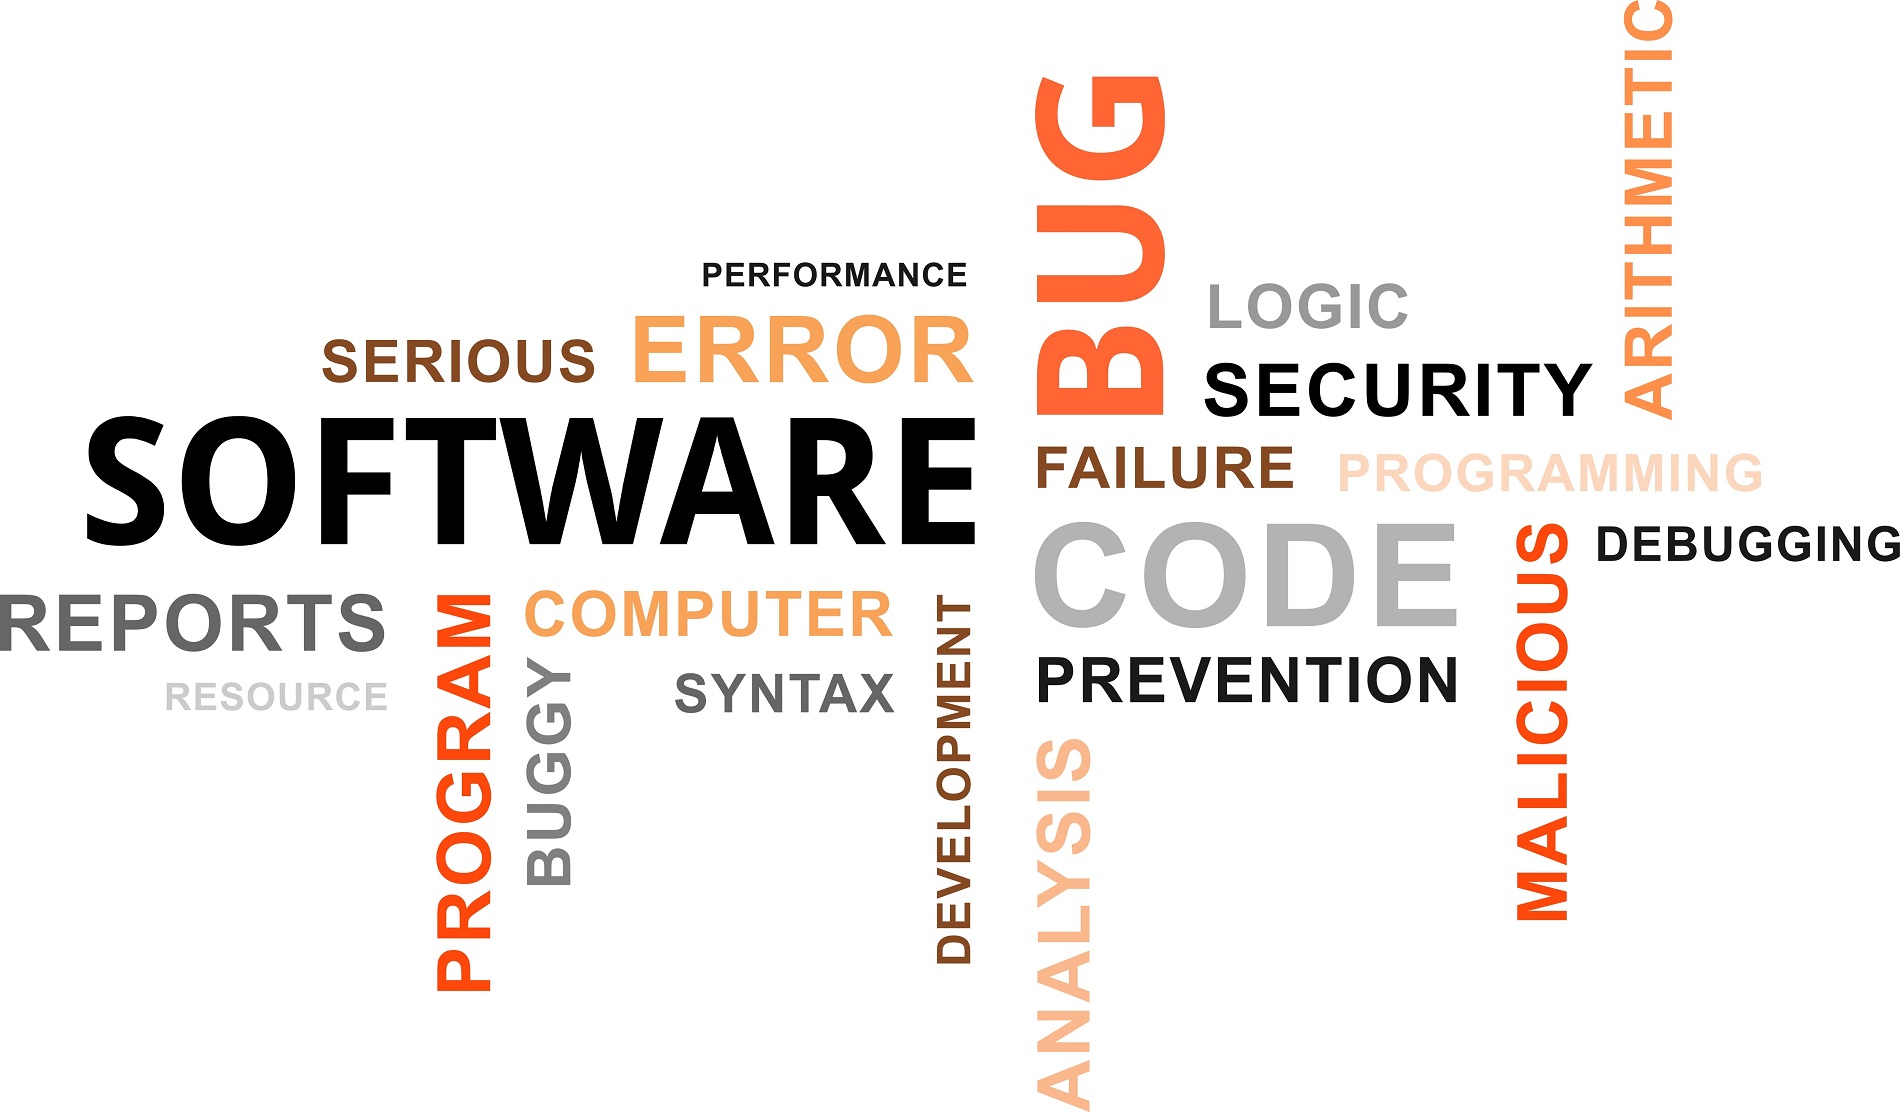 ARITHMETIC
BUG
PERFORMANCE
LOGIC
SERIOUS
ERROR
SECURITY
SOFTWARE
FAILURE
PROGRAMMING
CODE
MALICIOUS
DEBUGGING
REPORTS
PROGRAM
COMPUTER
DEVELOPMENT
PREVENTION
RESOURCE
BUGGY
SYNTAX
ANALYSIS